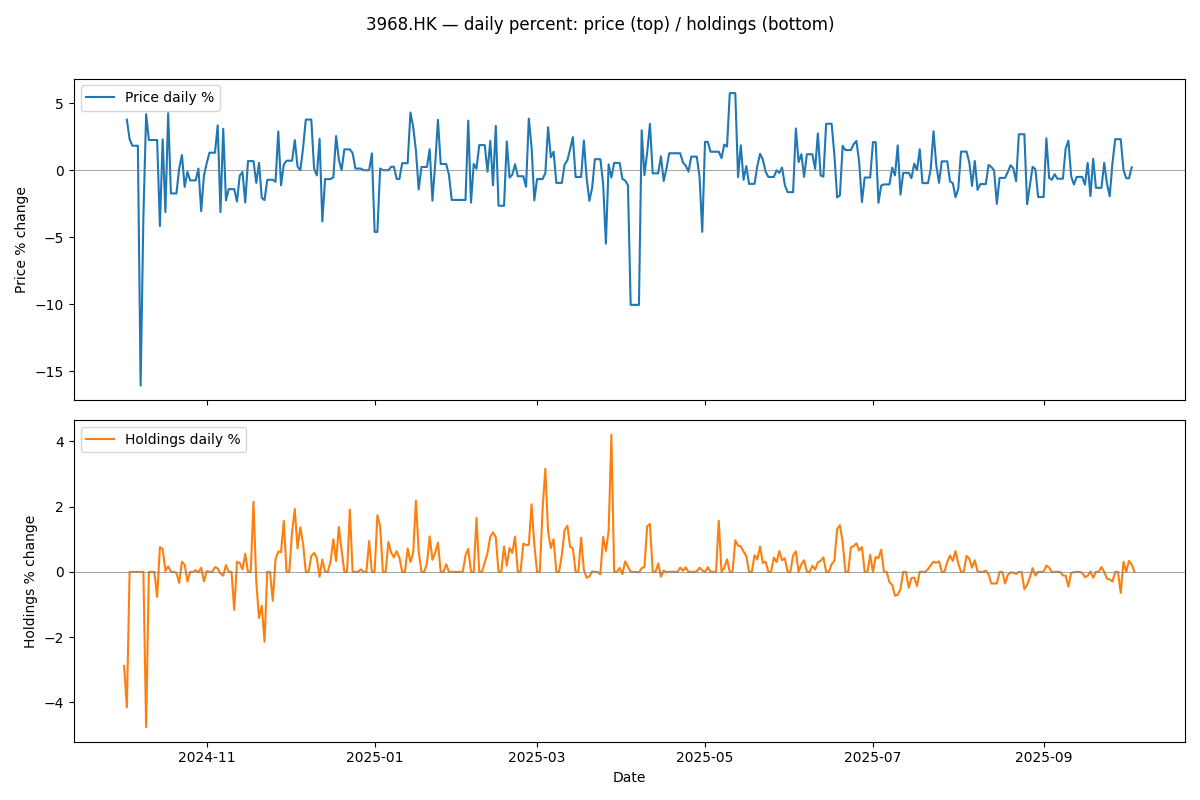 3968.HK — daily percent: price (top) / holdings (bottom)
Price daily %
5
0
−5
−10
−15
Price % change
Holdings daily %
4
2
0
−2
−4
Holdings % change
2024-11
2025-01
2025-03
2025-05
2025-07
2025-09
Date